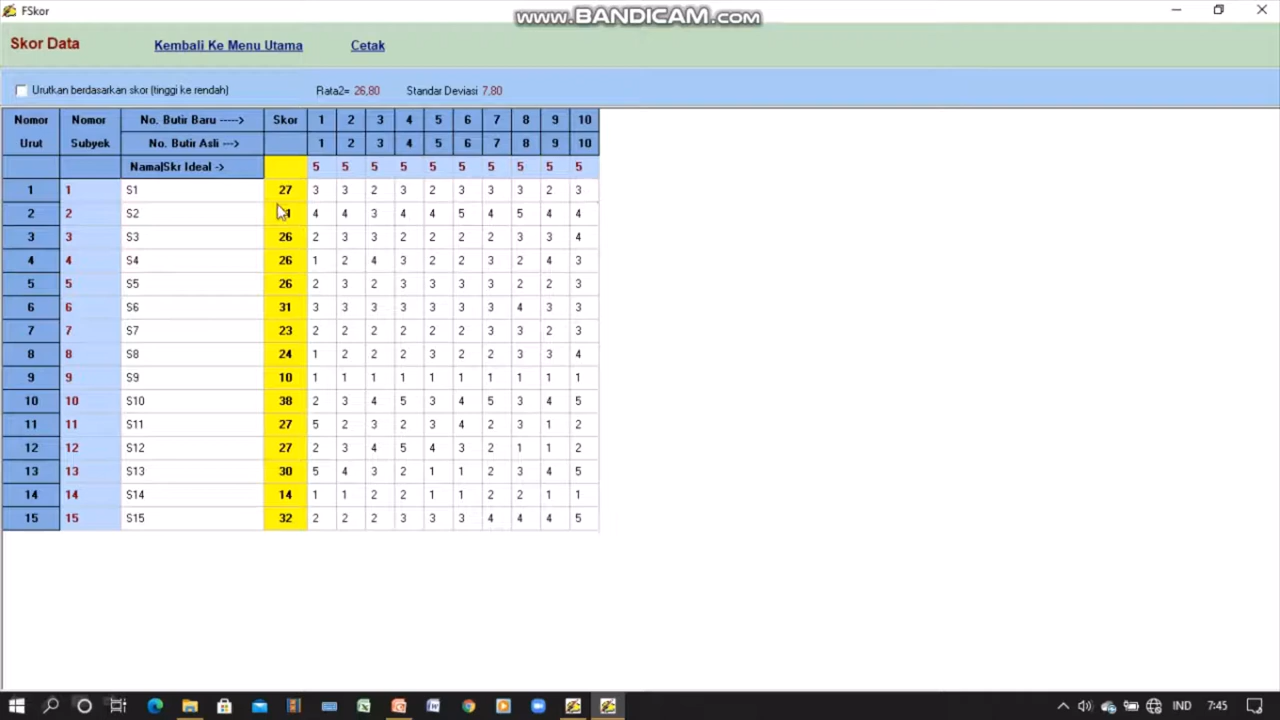 FSkor
www.BANDICAM.com
Skor Data Kembali Ke Menu Utama Cetak
Urutkan berdasarkan skor (tinggi ke rendah) Rata2= 26,80 Standar Deviasi 7,80
Nomor Nomor No. Butir Baru -----> Skor 1 2 3 4 5 6 7 8 9 10
Urut Subyek No. Butir Asli ---> 1 2 3 4 5 6 7 8 9 10
Nama|Skr Ideal -> 5 5 5 5 5 5 5 5 5 5
1 1 S1 27 3 3 2 3 2 3 3 3 2 3
2 2 S2 4 4 3 4 4 5 4 5 4 4
3 3 S3 26 2 3 3 2 2 2 2 3 3 4
4 4 S4 26 1 2 4 3 2 2 3 2 4 3
5 5 S5 26 2 3 2 3 3 3 3 2 2 3
6 6 S6 31 3 3 3 3 3 3 3 4 3 3
7 7 S7 23 2 2 2 2 2 2 3 3 2 3
8 8 S8 24 1 2 2 2 3 2 2 3 3 4
9 9 S9 10 1 1 1 1 1 1 1 1 1 1
10 10 S10 38 2 3 4 5 3 4 5 3 4 5
11 11 S11 27 5 2 3 2 3 4 2 3 1 2
12 12 S12 27 2 3 4 5 4 3 2 1 1 2
13 13 S13 30 5 4 3 2 1 1 2 3 4 5
14 14 S14 14 1 1 2 2 1 1 2 2 1 1
15 15 S15 32 2 2 2 3 3 3 4 4 4 5
IND 7:45